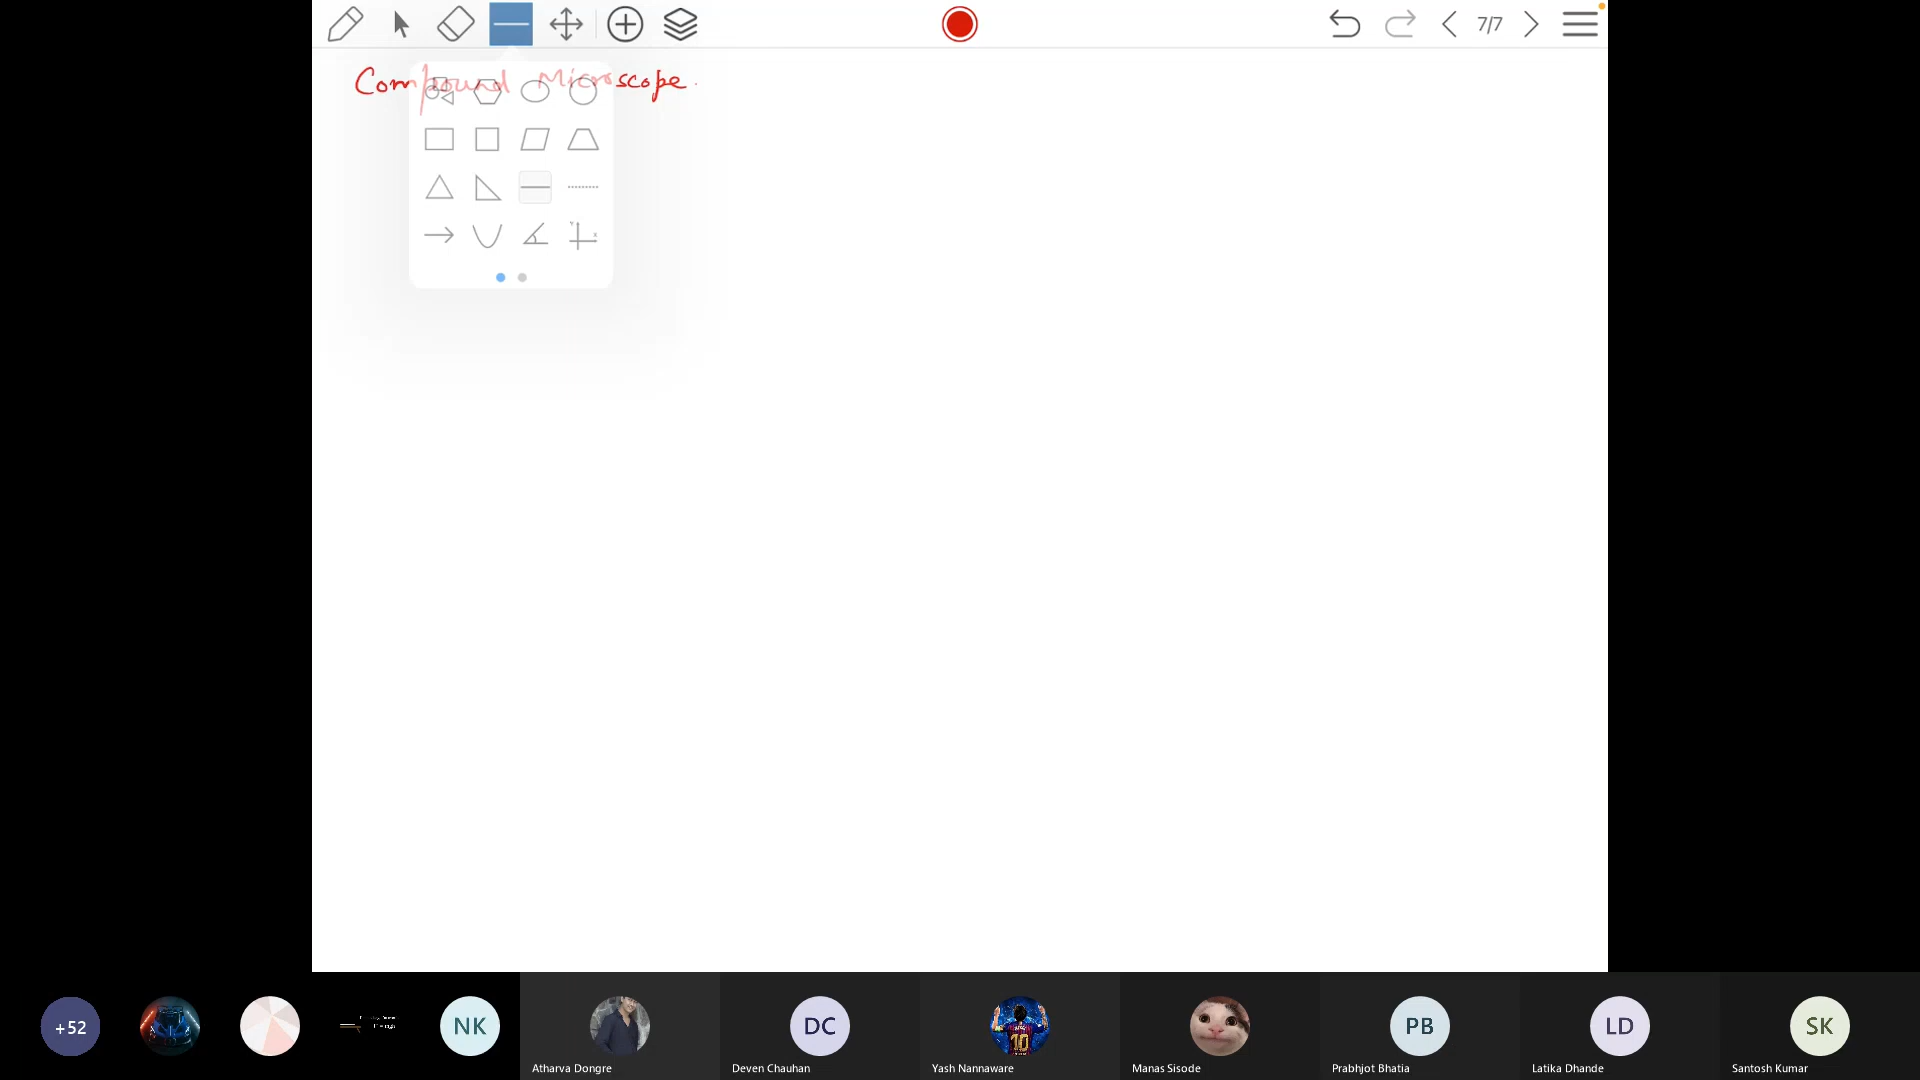 7/7
Compound Microscope.
Y
x
+52
NK
DC
10
PB
LD
SK
Atharva Dongre
Deven Chauhan
Yash Nannaware
Manas Sisode
Prabhjot Bhatia
Latika Dhande
Santosh Kumar